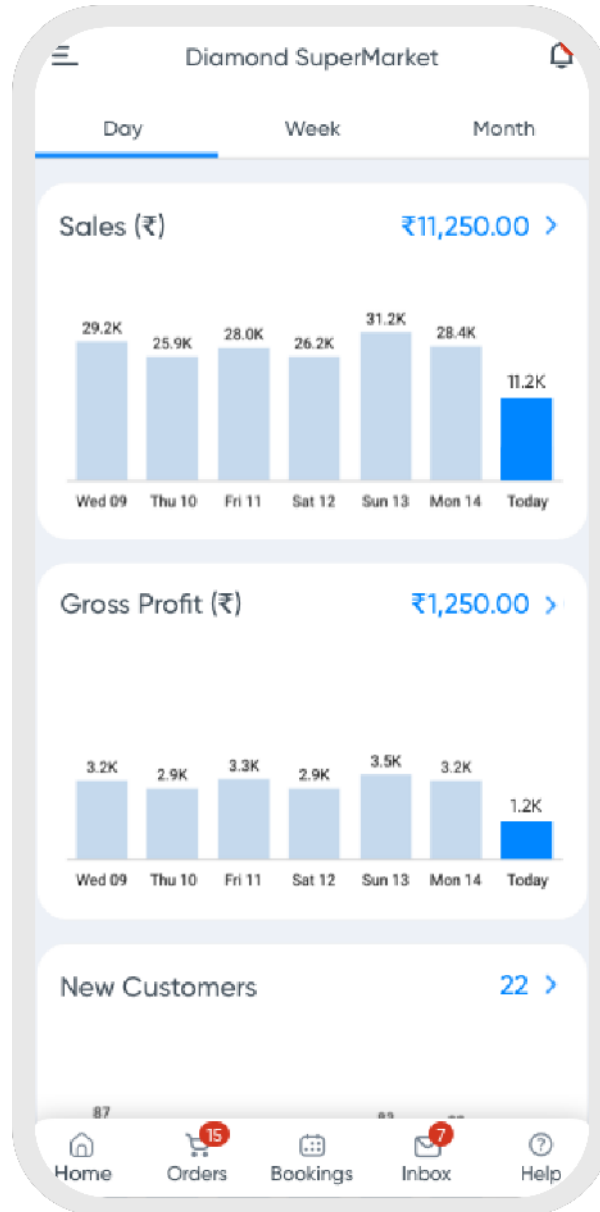 Diamond SuperMarket
Day Week Month
Sales (₹) ₹11,250.00 >
29.2K 25.9K 28.0K 26.2K 31.2K 28.4K 11.2K
Wed 09 Thu 10 Fri 11 Sat 12 Sun 13 Mon 14 Today
Gross Profit (₹) ₹1,250.00 >
3.2K 2.9K 3.3K 2.9K 3.5K 3.2K 1.2K
Wed 09 Thu 10 Fri 11 Sat 12 Sun 13 Mon 14 Today
New Customers 22 >
87
15 7
Home Orders Bookings Inbox Help